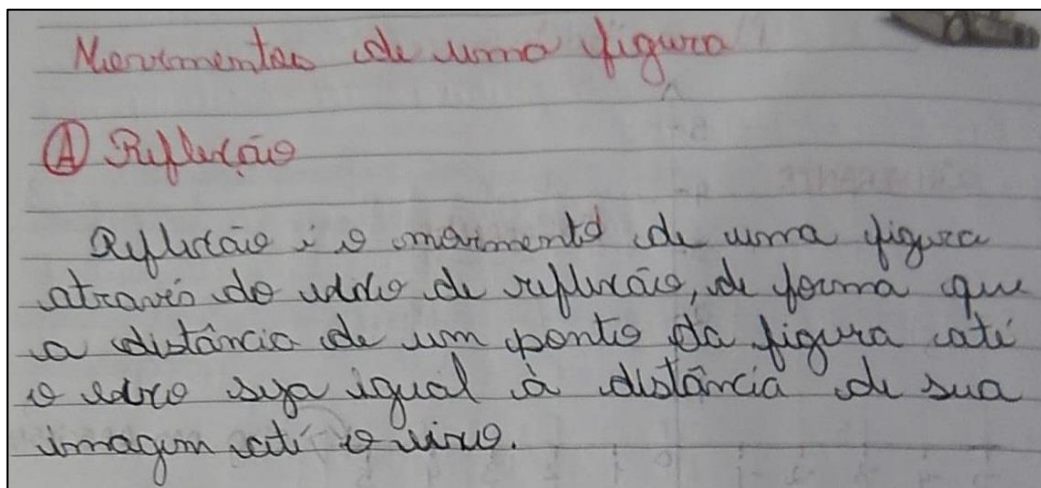 Movimentos de uma figura
Ⓐ Reflexão
Reflexão é o movimento de uma figura
através do eixo de reflexão, de forma que
a distância de um ponto da figura até
o eixo seja igual à distância de sua
imagem até o eixo.